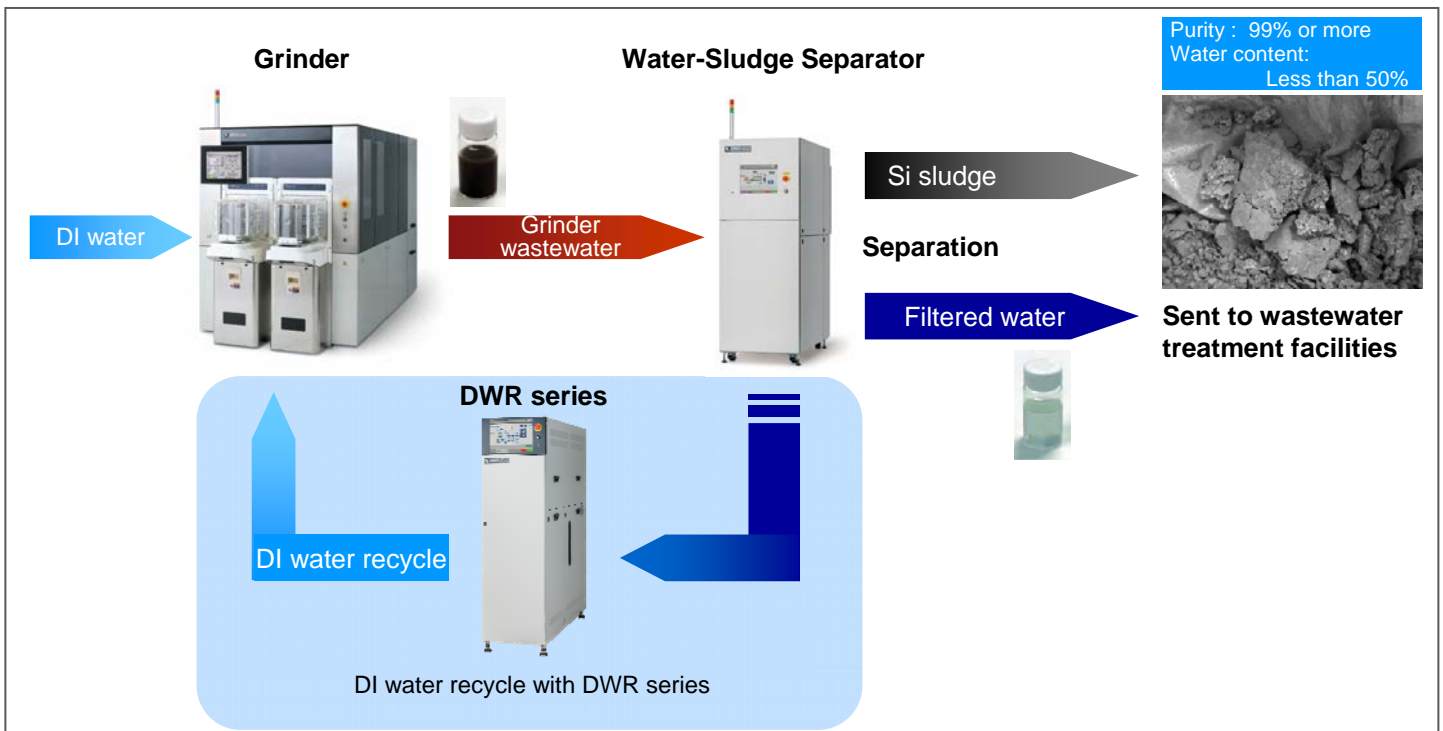 Purity :  99% or more
Water content:
Less than 50%
Grinder
Water-Sludge Separator
DI water
Grinder
wastewater
Si sludge
Separation
Filtered water
Sent to wastewater
treatment facilities
DWR series
DI water recycle
DI water recycle with DWR series